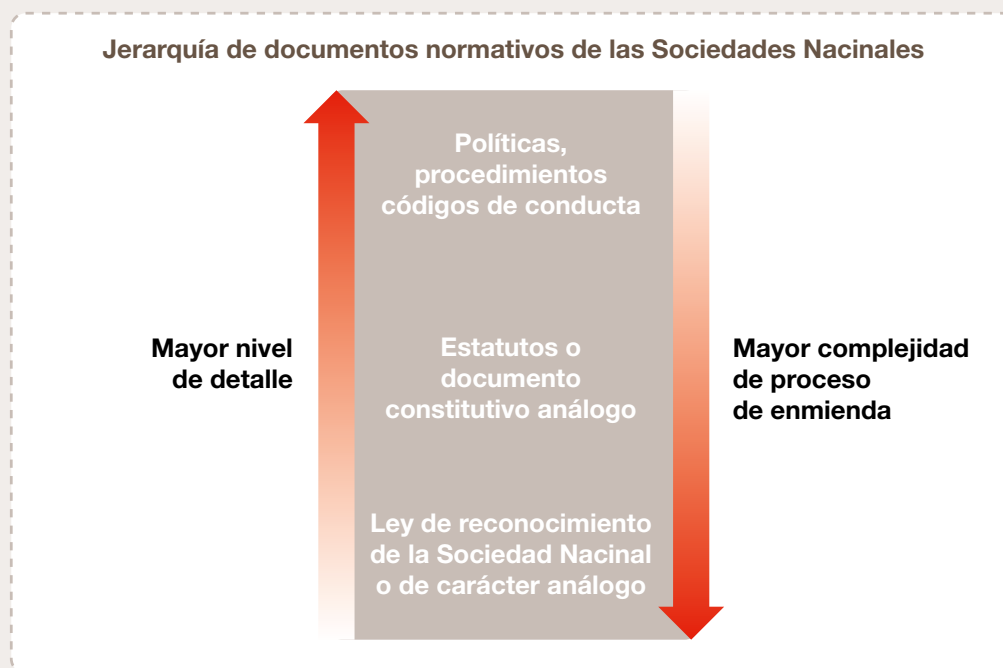 Jerarquía de documentos normativos de las Sociedades Nacinales
Políticas,
procedimientos
códigos de conducta
Mayor nivel
de detalle
Estatutos o
documento
constitutivo análogo
Mayor complejidad
de proceso
de enmienda
Ley de reconocimiento
de la Sociedad Nacinal
o de carácter análogo